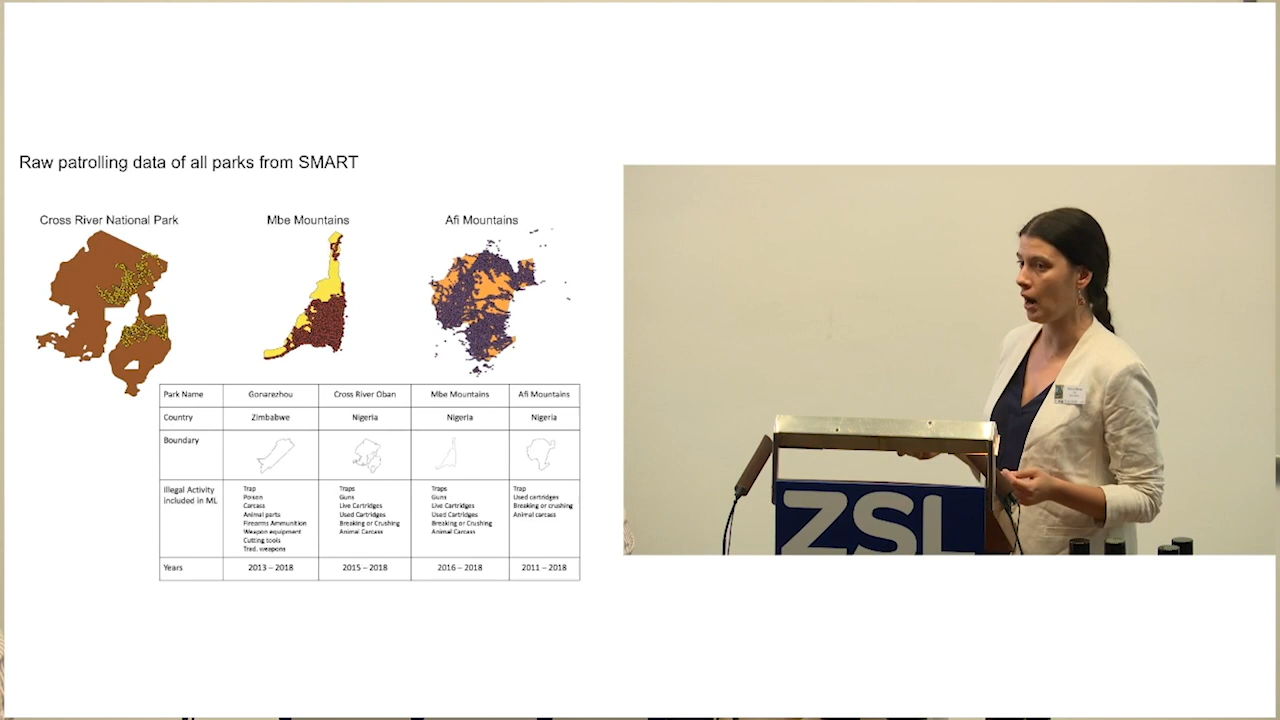 Raw patrolling data of all parks from SMART
Cross River National Park
Mbe Mountains
Afi Mountains
Park Name Gonarezhou Cross River Oban Mbe Mountains Afi Mountains
Country Zimbabwe Nigeria Nigeria Nigeria
Boundary
Illegal Activity included in ML
Trap
Poison
Carcass
Animal parts
Firearms Ammunition
Weapon equipment
Cutting tools
Trad. weapons
Traps
Guns
Live Cartridges
Used Cartridges
Breaking or Crushing
Animal Carcass
Traps
Guns
Live Cartridges
Used Cartridges
Breaking or Crushing
Animal Carcass
Trap
Used cartridges
Breaking or crushing
Animal carcass
Years 2013 – 2018 2015 – 2018 2016 – 2018 2011 – 2018
ZSL